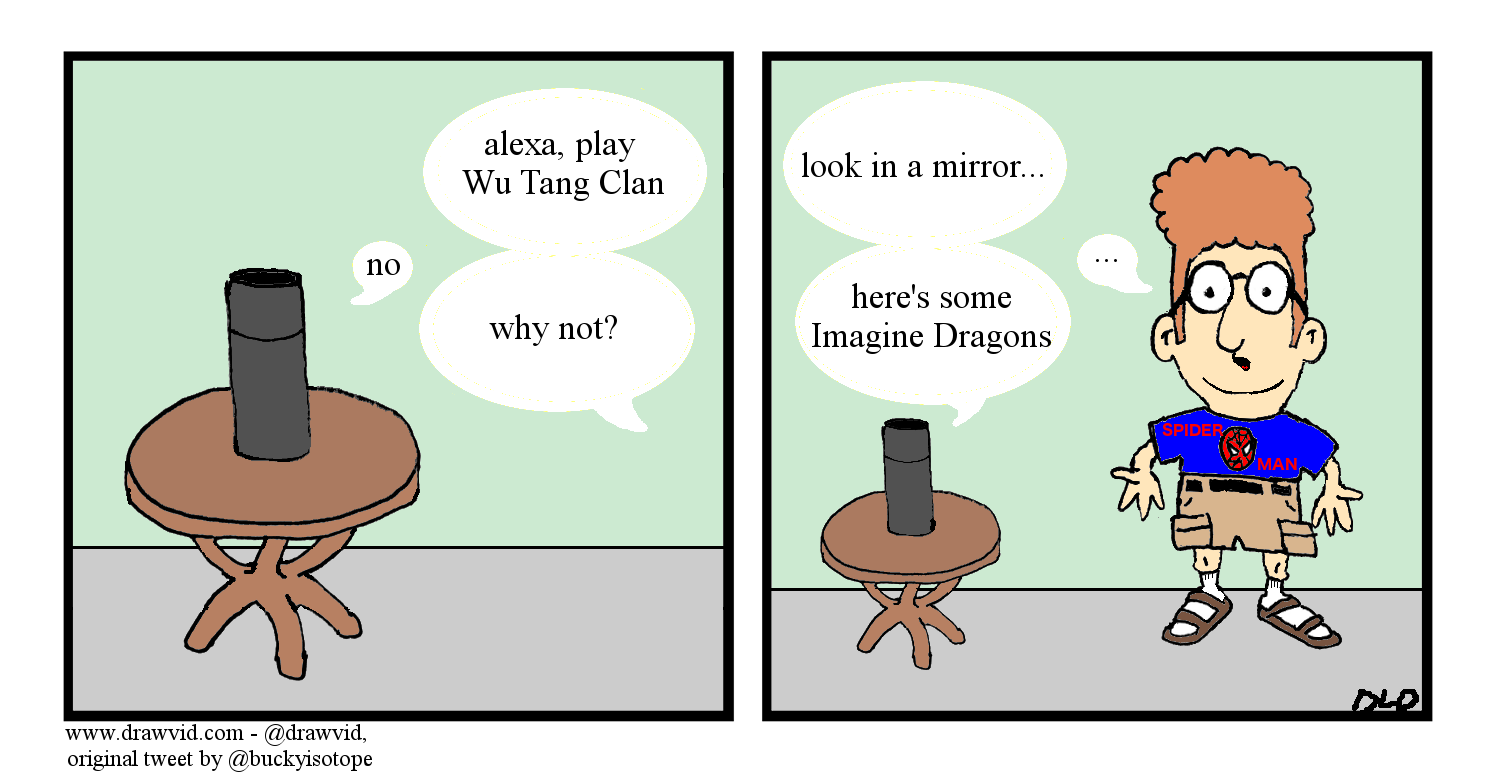 alexa, play
Wu Tang Clan
no
why not?
look in a mirror...
here's some
Imagine Dragons
...
SPIDER
MAN
DLD
www.drawvid.com - @drawvid,
original tweet by @buckyisotope